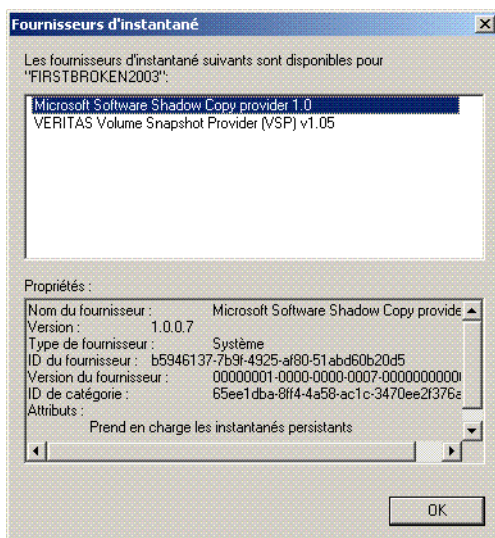 Fournisseurs d'instantané
Les fournisseurs d'instantané suivants sont disponibles pour
"FIRSTBROKEN2003":
Microsoft Software Shadow Copy provider 1.0
VERITAS Volume Snapshot Provider (VSP) v1.05
Propriétés :
Nom du fournisseur : Microsoft Software Shadow Copy provide
Version : 1.0.0.7
Type de fournisseur : Système
ID du fournisseur : b5946137-7b9f-4925-af80-51abd60b20d5
Version du fournisseur : 00000001-0000-0000-0007-0000000000
ID de catégorie : 65ee1dba-8ff4-4a58-ac1c-3470ee2f376a
Attributs :
Prend en charge les instantanés persistants
OK